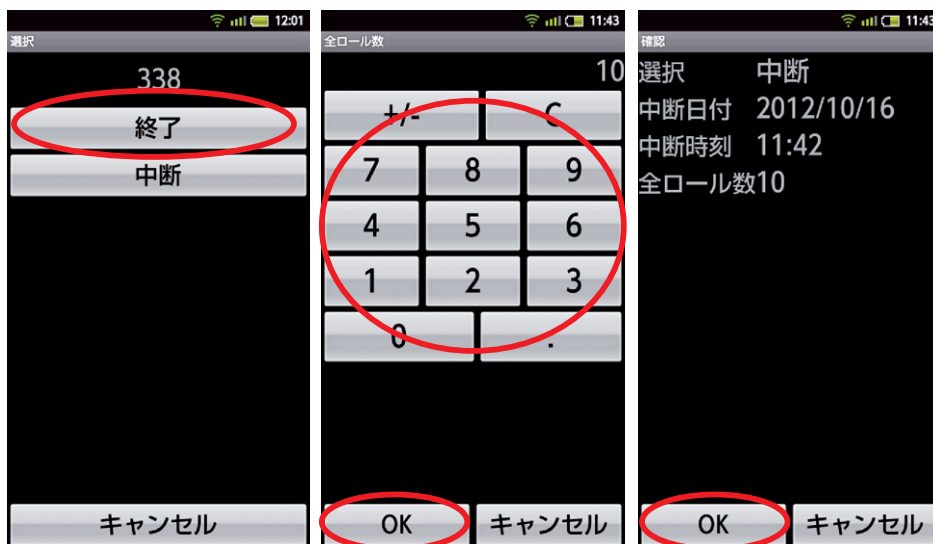 12:01
選択
338
終了
中断
キャンセル
11:43
全ロール数
10
+/- C
7 8 9
4 5 6
1 2 3
0 .
OK キャンセル
11:43
確認
選択 中断
中断日付 2012/10/16
中断時刻 11:42
全ロール数10
OK キャンセル